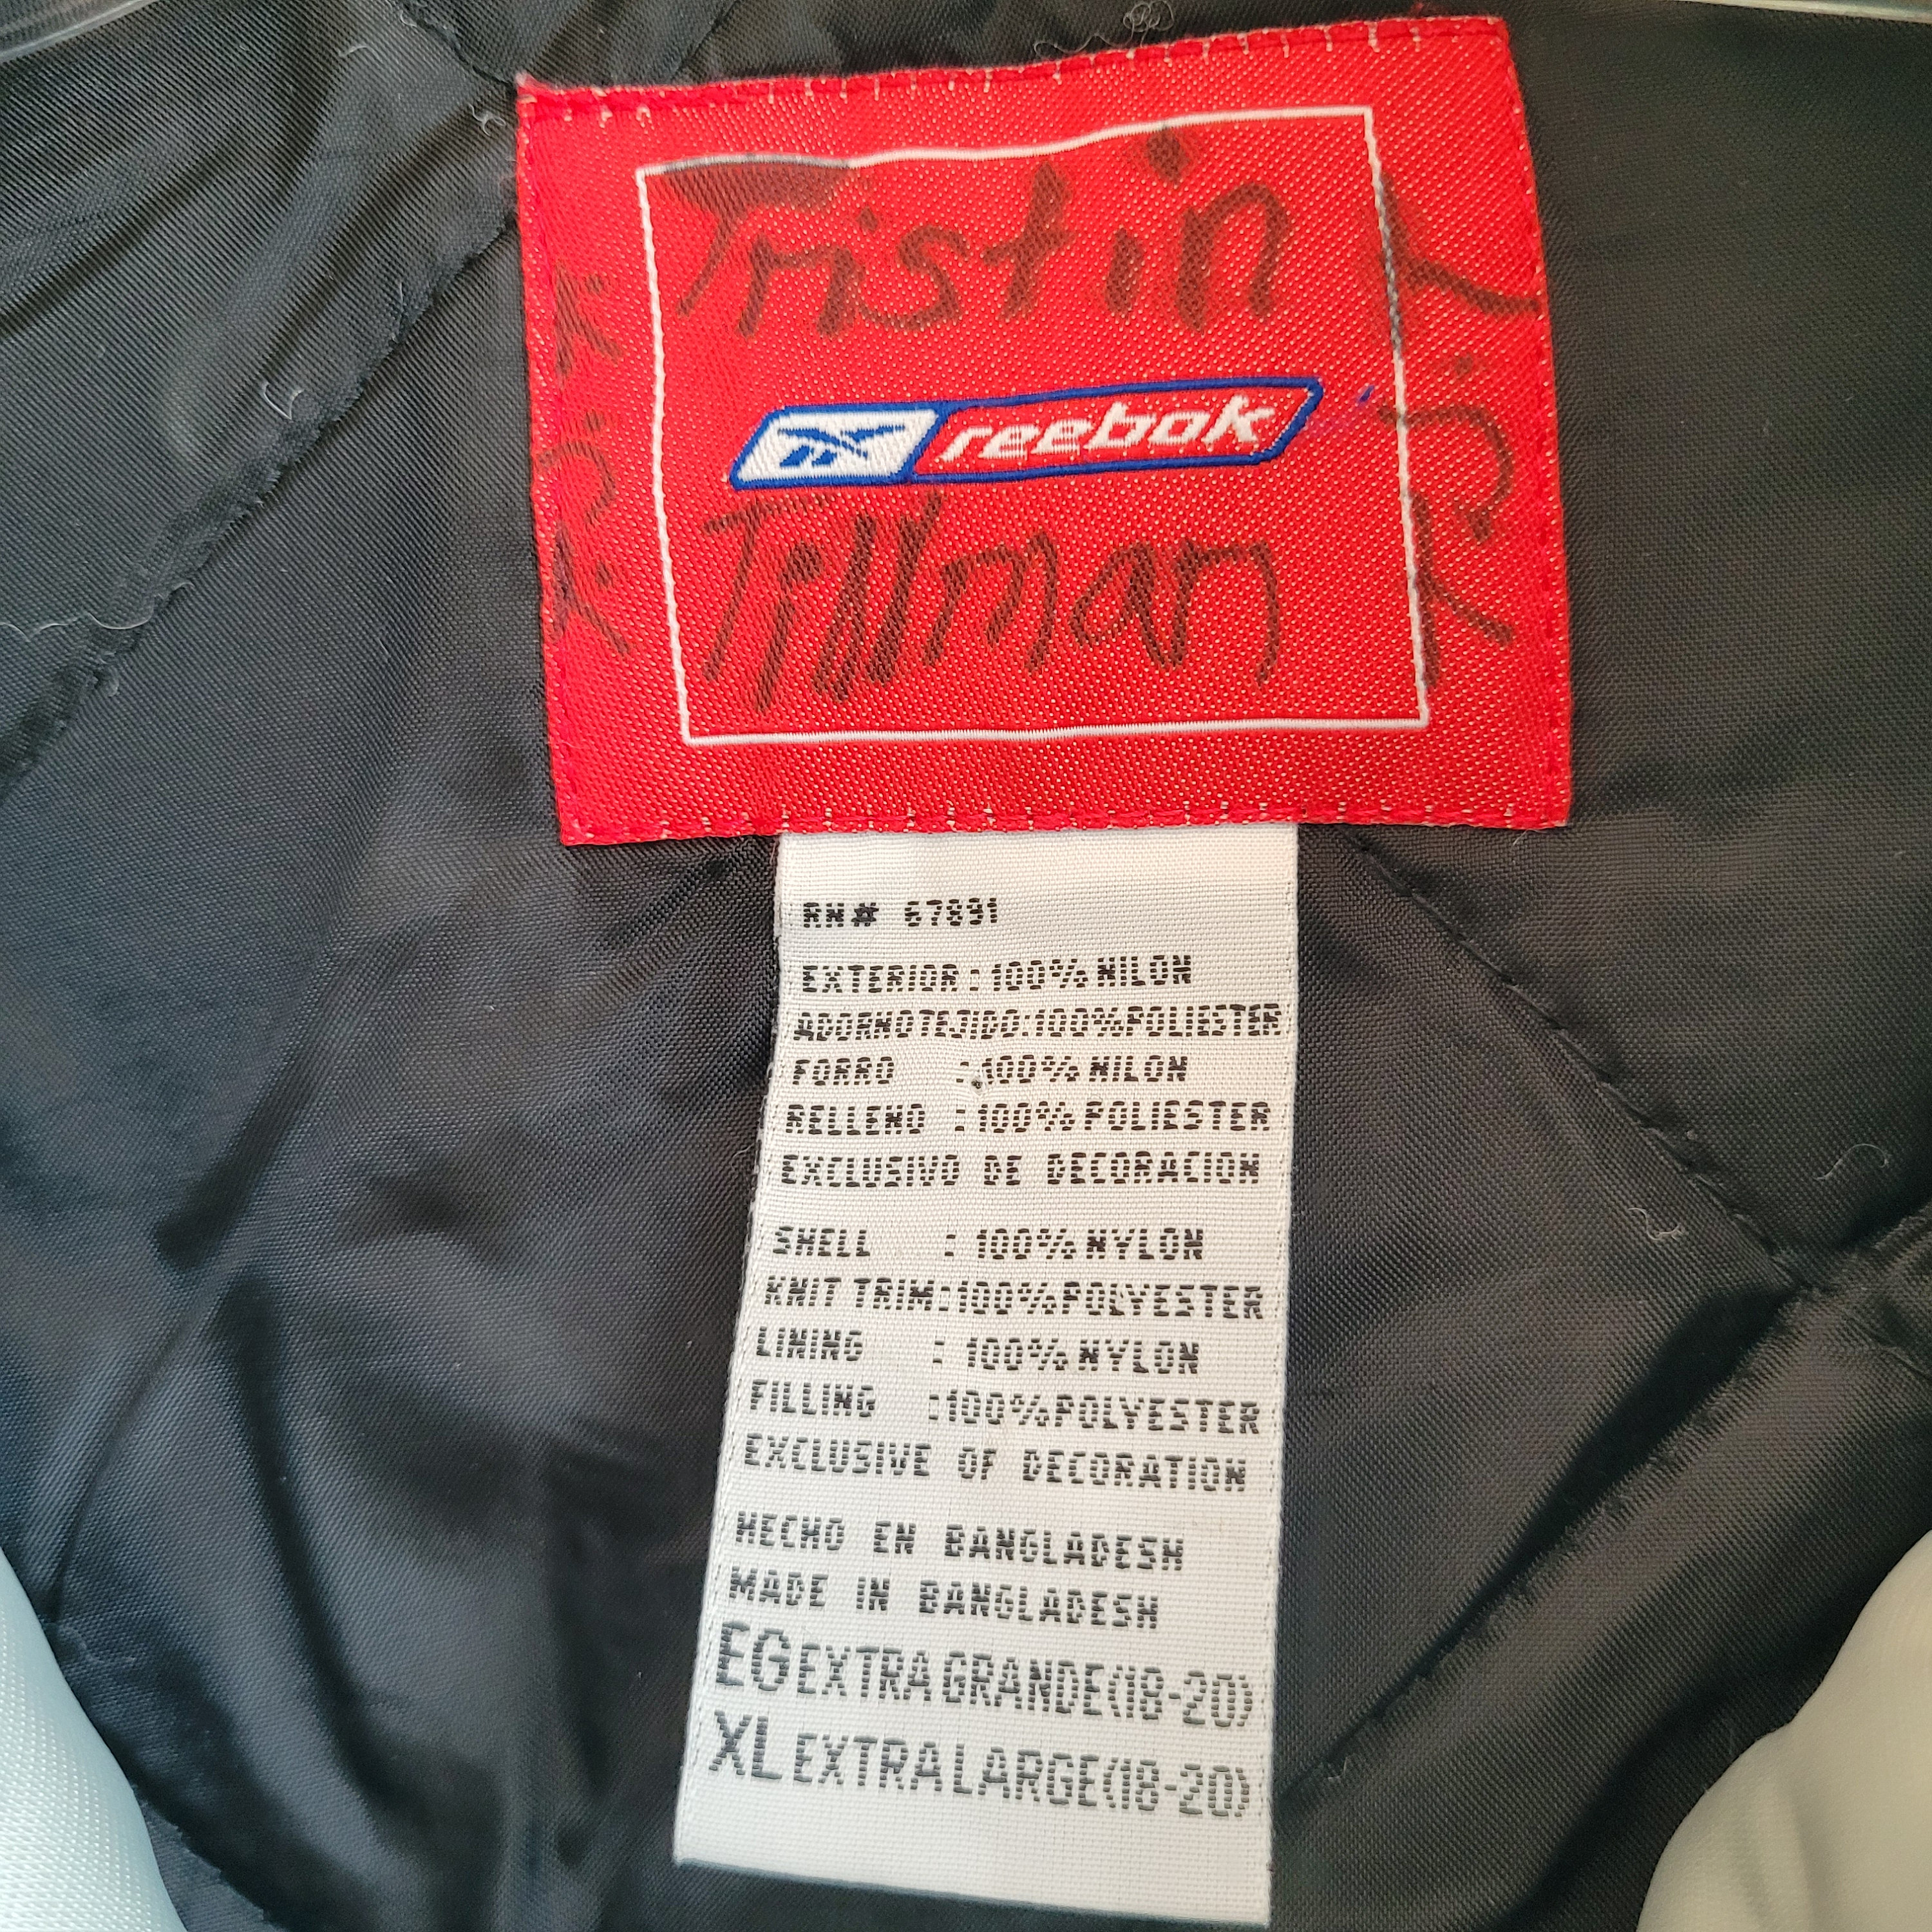 Tristin
reebok
Tillman
RN# 67891
EXTERIOR:100% NILON
ADORNOTEJIDO:100%POLIESTER
FORRO :100% NILON
RELLENO :100% POLIESTER
EXCLUSIVO DE DECORACION
SHELL : 100% NYLON
KNIT TRIM:100%POLYESTER
LINING : 100% NYLON
FILLING :100%POLYESTER
EXCLUSIVE OF DECORATION
HECHO EN BANGLADESH
MADE IN BANGLADESH
EG EXTRA GRANDE(18-20)
XL EXTRA LARGE(18-20)